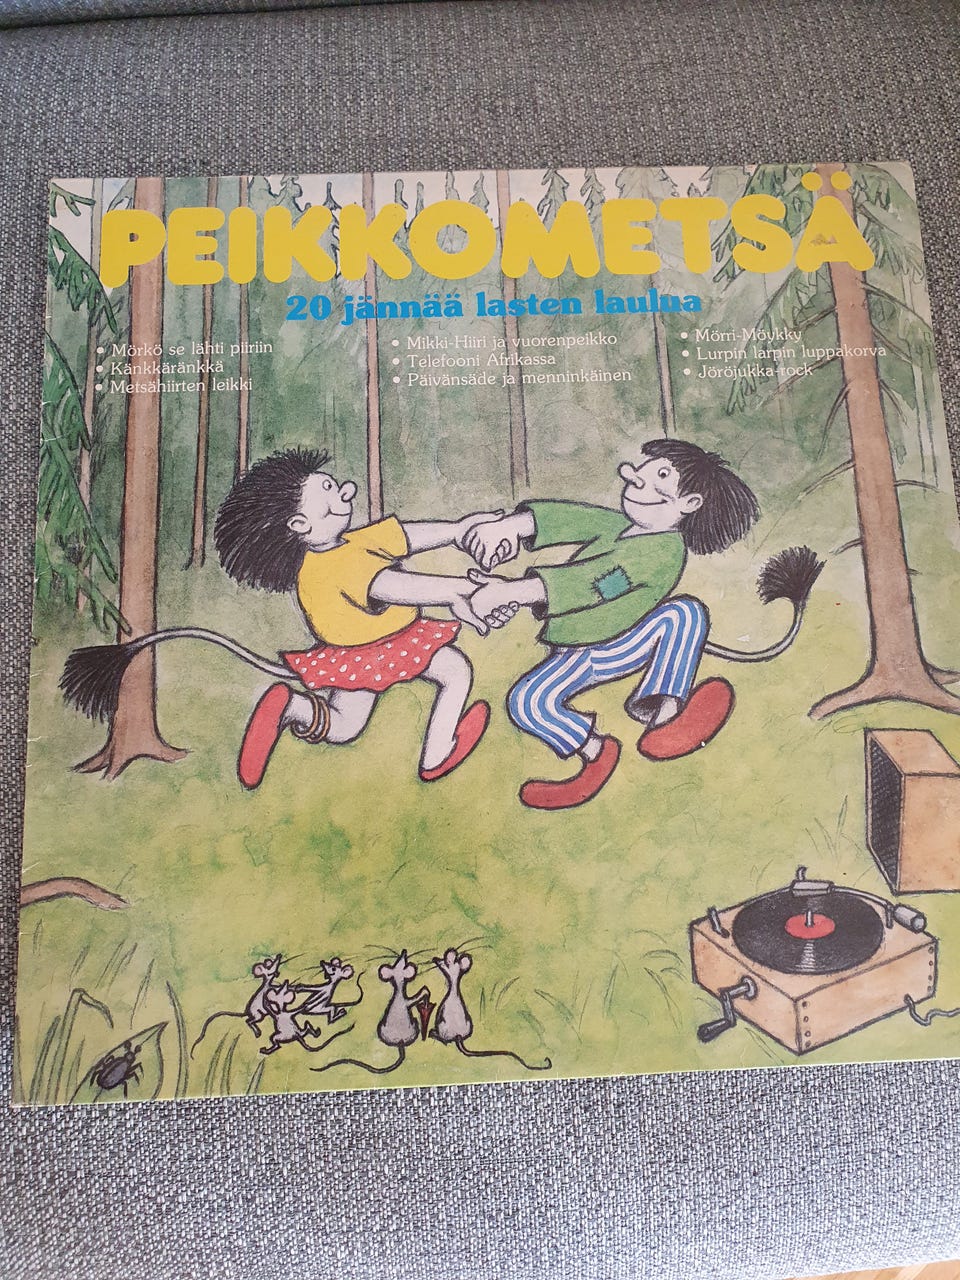 PEIKKOMETSÄ
20 jännää lasten laulua
• Mörkö se lähti piiriin
• Känkkäränkkä
• Metsähiirten leikki
• Mikki-Hiiri ja vuorenpeikko
• Telefooni Afrikassa
• Päivänsäde ja menninkäinen
• Mörri-Möykky
• Lurpin larpin luppakorva
• Jöröjukka-rock